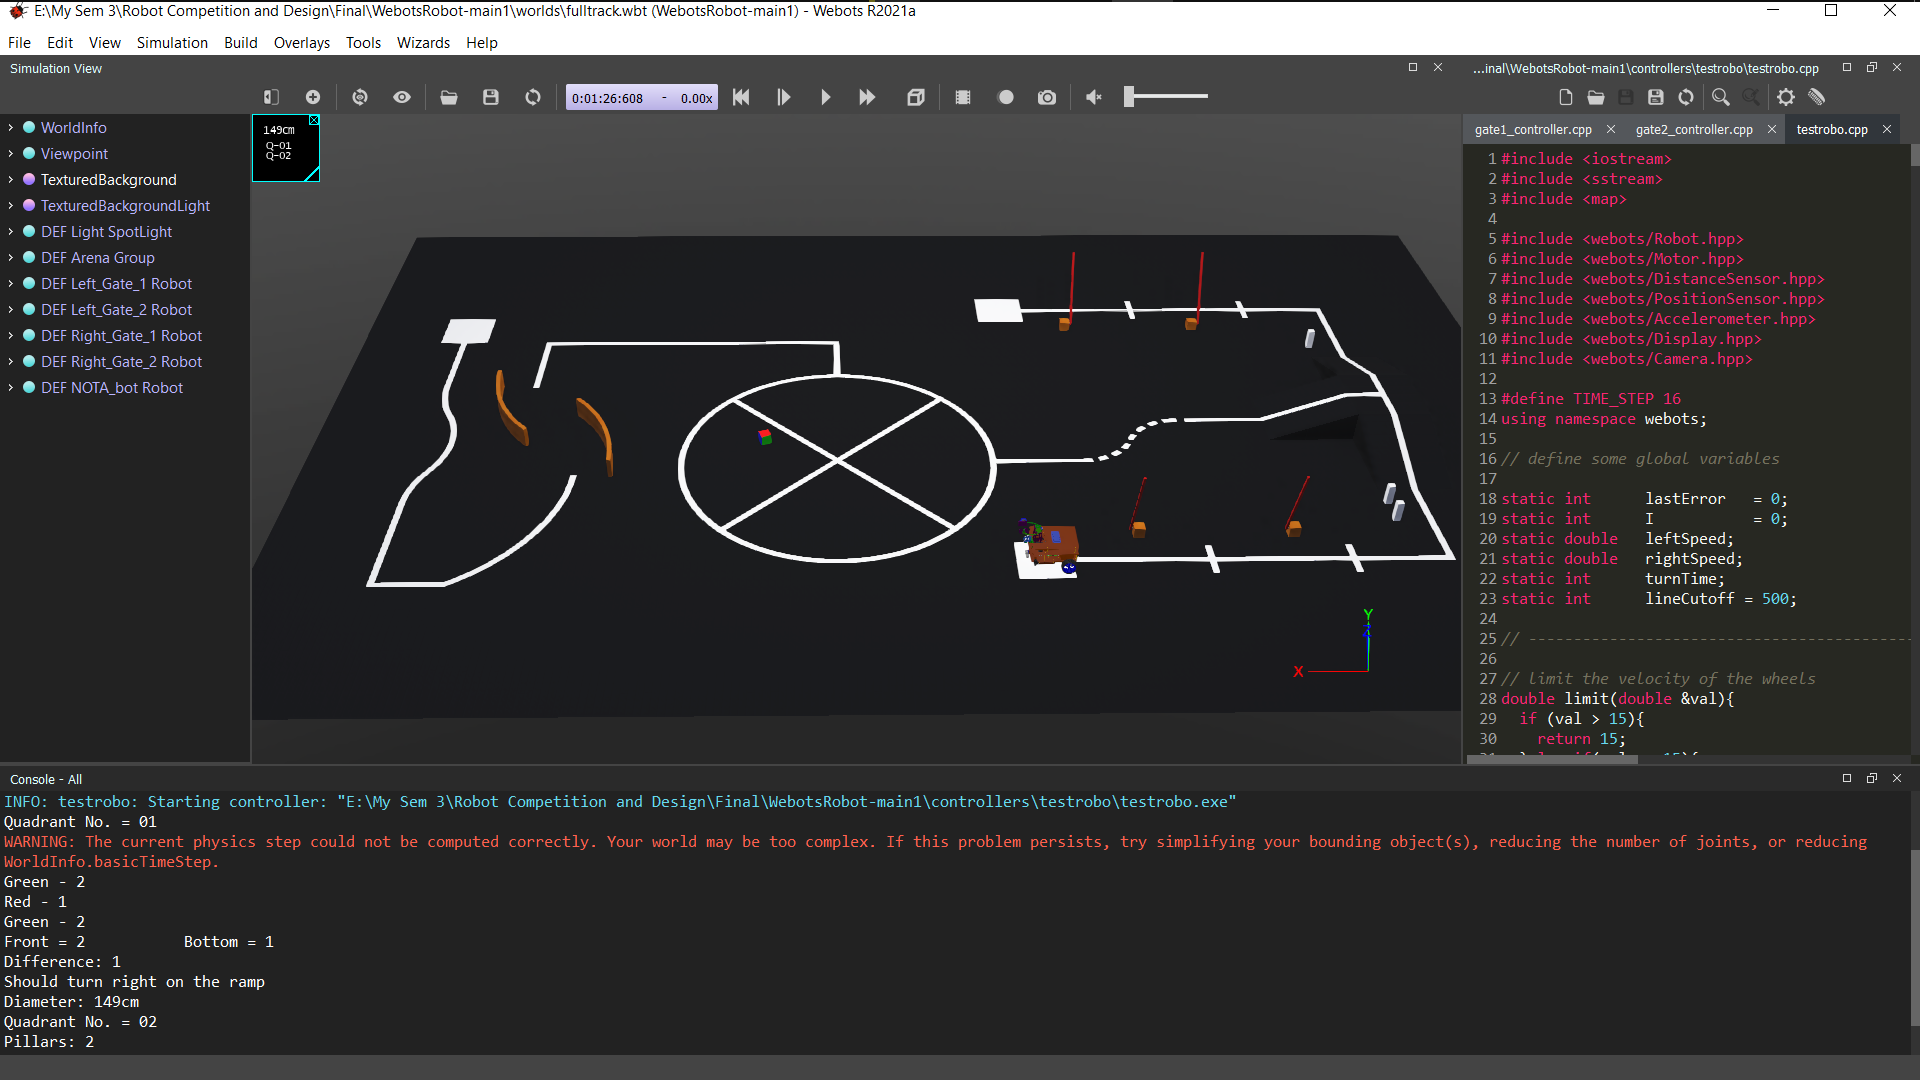 E:\My Sem 3\Robot Competition and Design\Final\WebotsRobot-main1\worlds\fulltrack.wbt (WebotsRobot-main1) - Webots R2021a
File Edit View Simulation Build Overlays Tools Wizards Help
Simulation View
0:01:26:608 - 0.00x
WorldInfo
Viewpoint
TexturedBackground
TexturedBackgroundLight
DEF Light SpotLight
DEF Arena Group
DEF Left_Gate_1 Robot
DEF Left_Gate_2 Robot
DEF Right_Gate_1 Robot
DEF Right_Gate_2 Robot
DEF NOTA_bot Robot
149cm
Q-01
Q-02
Y
X
...inal\WebotsRobot-main1\controllers\testrobo\testrobo.cpp
gate1_controller.cpp gate2_controller.cpp testrobo.cpp
1 #include <iostream>
2 #include <sstream>
3 #include <map>
4
5 #include <webots/Robot.hpp>
6 #include <webots/Motor.hpp>
7 #include <webots/DistanceSensor.hpp>
8 #include <webots/PositionSensor.hpp>
9 #include <webots/Accelerometer.hpp>
10 #include <webots/Display.hpp>
11 #include <webots/Camera.hpp>
12
13 #define TIME_STEP 16
14 using namespace webots;
15
16 // define some global variables
17
18 static int lastError = 0;
19 static int I = 0;
20 static double leftSpeed;
21 static double rightSpeed;
22 static int turnTime;
23 static int lineCutoff = 500;
24
25 // ------------------------------------------
26
27 // limit the velocity of the wheels
28 double limit(double &val){
29 if (val > 15){
30 return 15;
Console - All
INFO: testrobo: Starting controller: "E:\My Sem 3\Robot Competition and Design\Final\WebotsRobot-main1\controllers\testrobo\testrobo.exe"
Quadrant No. = 01
WARNING: The current physics step could not be computed correctly. Your world may be too complex. If this problem persists, try simplifying your bounding object(s), reducing the number of joints, or reducing
WorldInfo.basicTimeStep.
Green - 2
Red - 1
Green - 2
Front = 2 Bottom = 1
Difference: 1
Should turn right on the ramp
Diameter: 149cm
Quadrant No. = 02
Pillars: 2